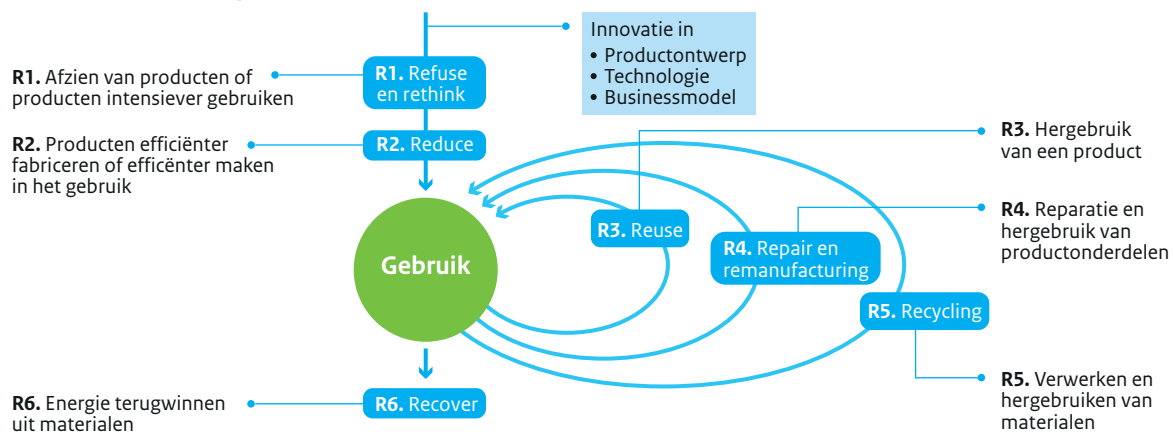 Innovatie in
• Productontwerp
• Technologie
• Businessmodel
R1. Afzien van producten of
producten intensiever gebruiken
R1. Refuse
en rethink
R2. Producten efficiënter
fabriceren of efficënter maken
in het gebruik
R2. Reduce
R3. Hergebruik
van een product
R3. Reuse
R4. Reparatie en
hergebruik van
productonderdelen
R4. Repair en
remanufacturing
Gebruik
R5. Recycling
R5. Verwerken en
hergebruiken van
materialen
R6. Energie terugwinnen
uit materialen
R6. Recover